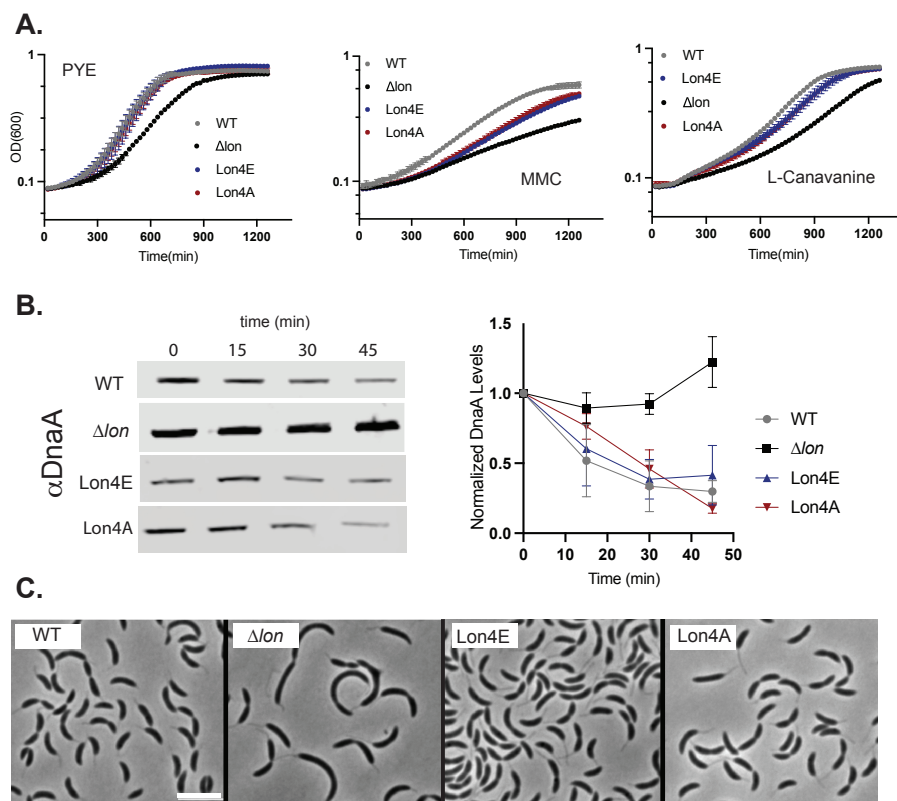 A.
PYE
OD(600)
1
0.1
WT
Δlon
Lon4E
Lon4A
0 300 600 900 1200
Time(min)
1
0.1
WT
Δlon
Lon4E
Lon4A
MMC
0 300 600 900 1200
Time(min)
1
0.1
WT
Lon4E
Δlon
Lon4A
L-Canavanine
0 300 600 900 1200
Time(min)
B.
time (min)
0 15 30 45
αDnaA
WT
Δlon
Lon4E
Lon4A
Normalized DnaA Levels
1.5
1.0
0.5
0.0
0 10 20 30 40 50
Time (min)
WT
Δlon
Lon4E
Lon4A
C.
WT
Δlon
Lon4E
Lon4A